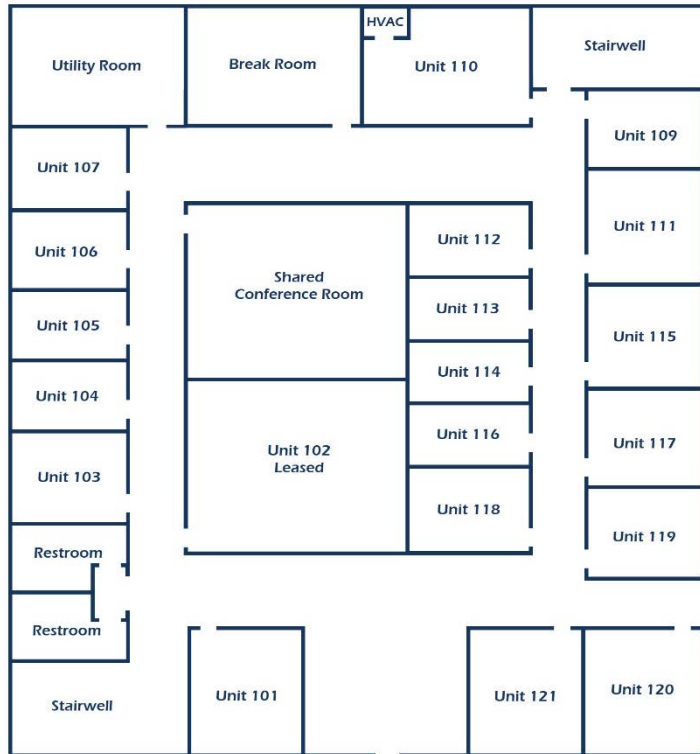 HVAC
Utility Room
Break Room
Unit 110
Stairwell
Unit 107
Unit 109
Unit 106
Shared
Conference Room
Unit 112
Unit 111
Unit 105
Unit 113
Unit 115
Unit 104
Unit 114
Unit 103
Unit 102
Leased
Unit 116
Unit 117
Unit 118
Unit 119
Restroom
Restroom
Stairwell
Unit 101
Unit 121
Unit 120